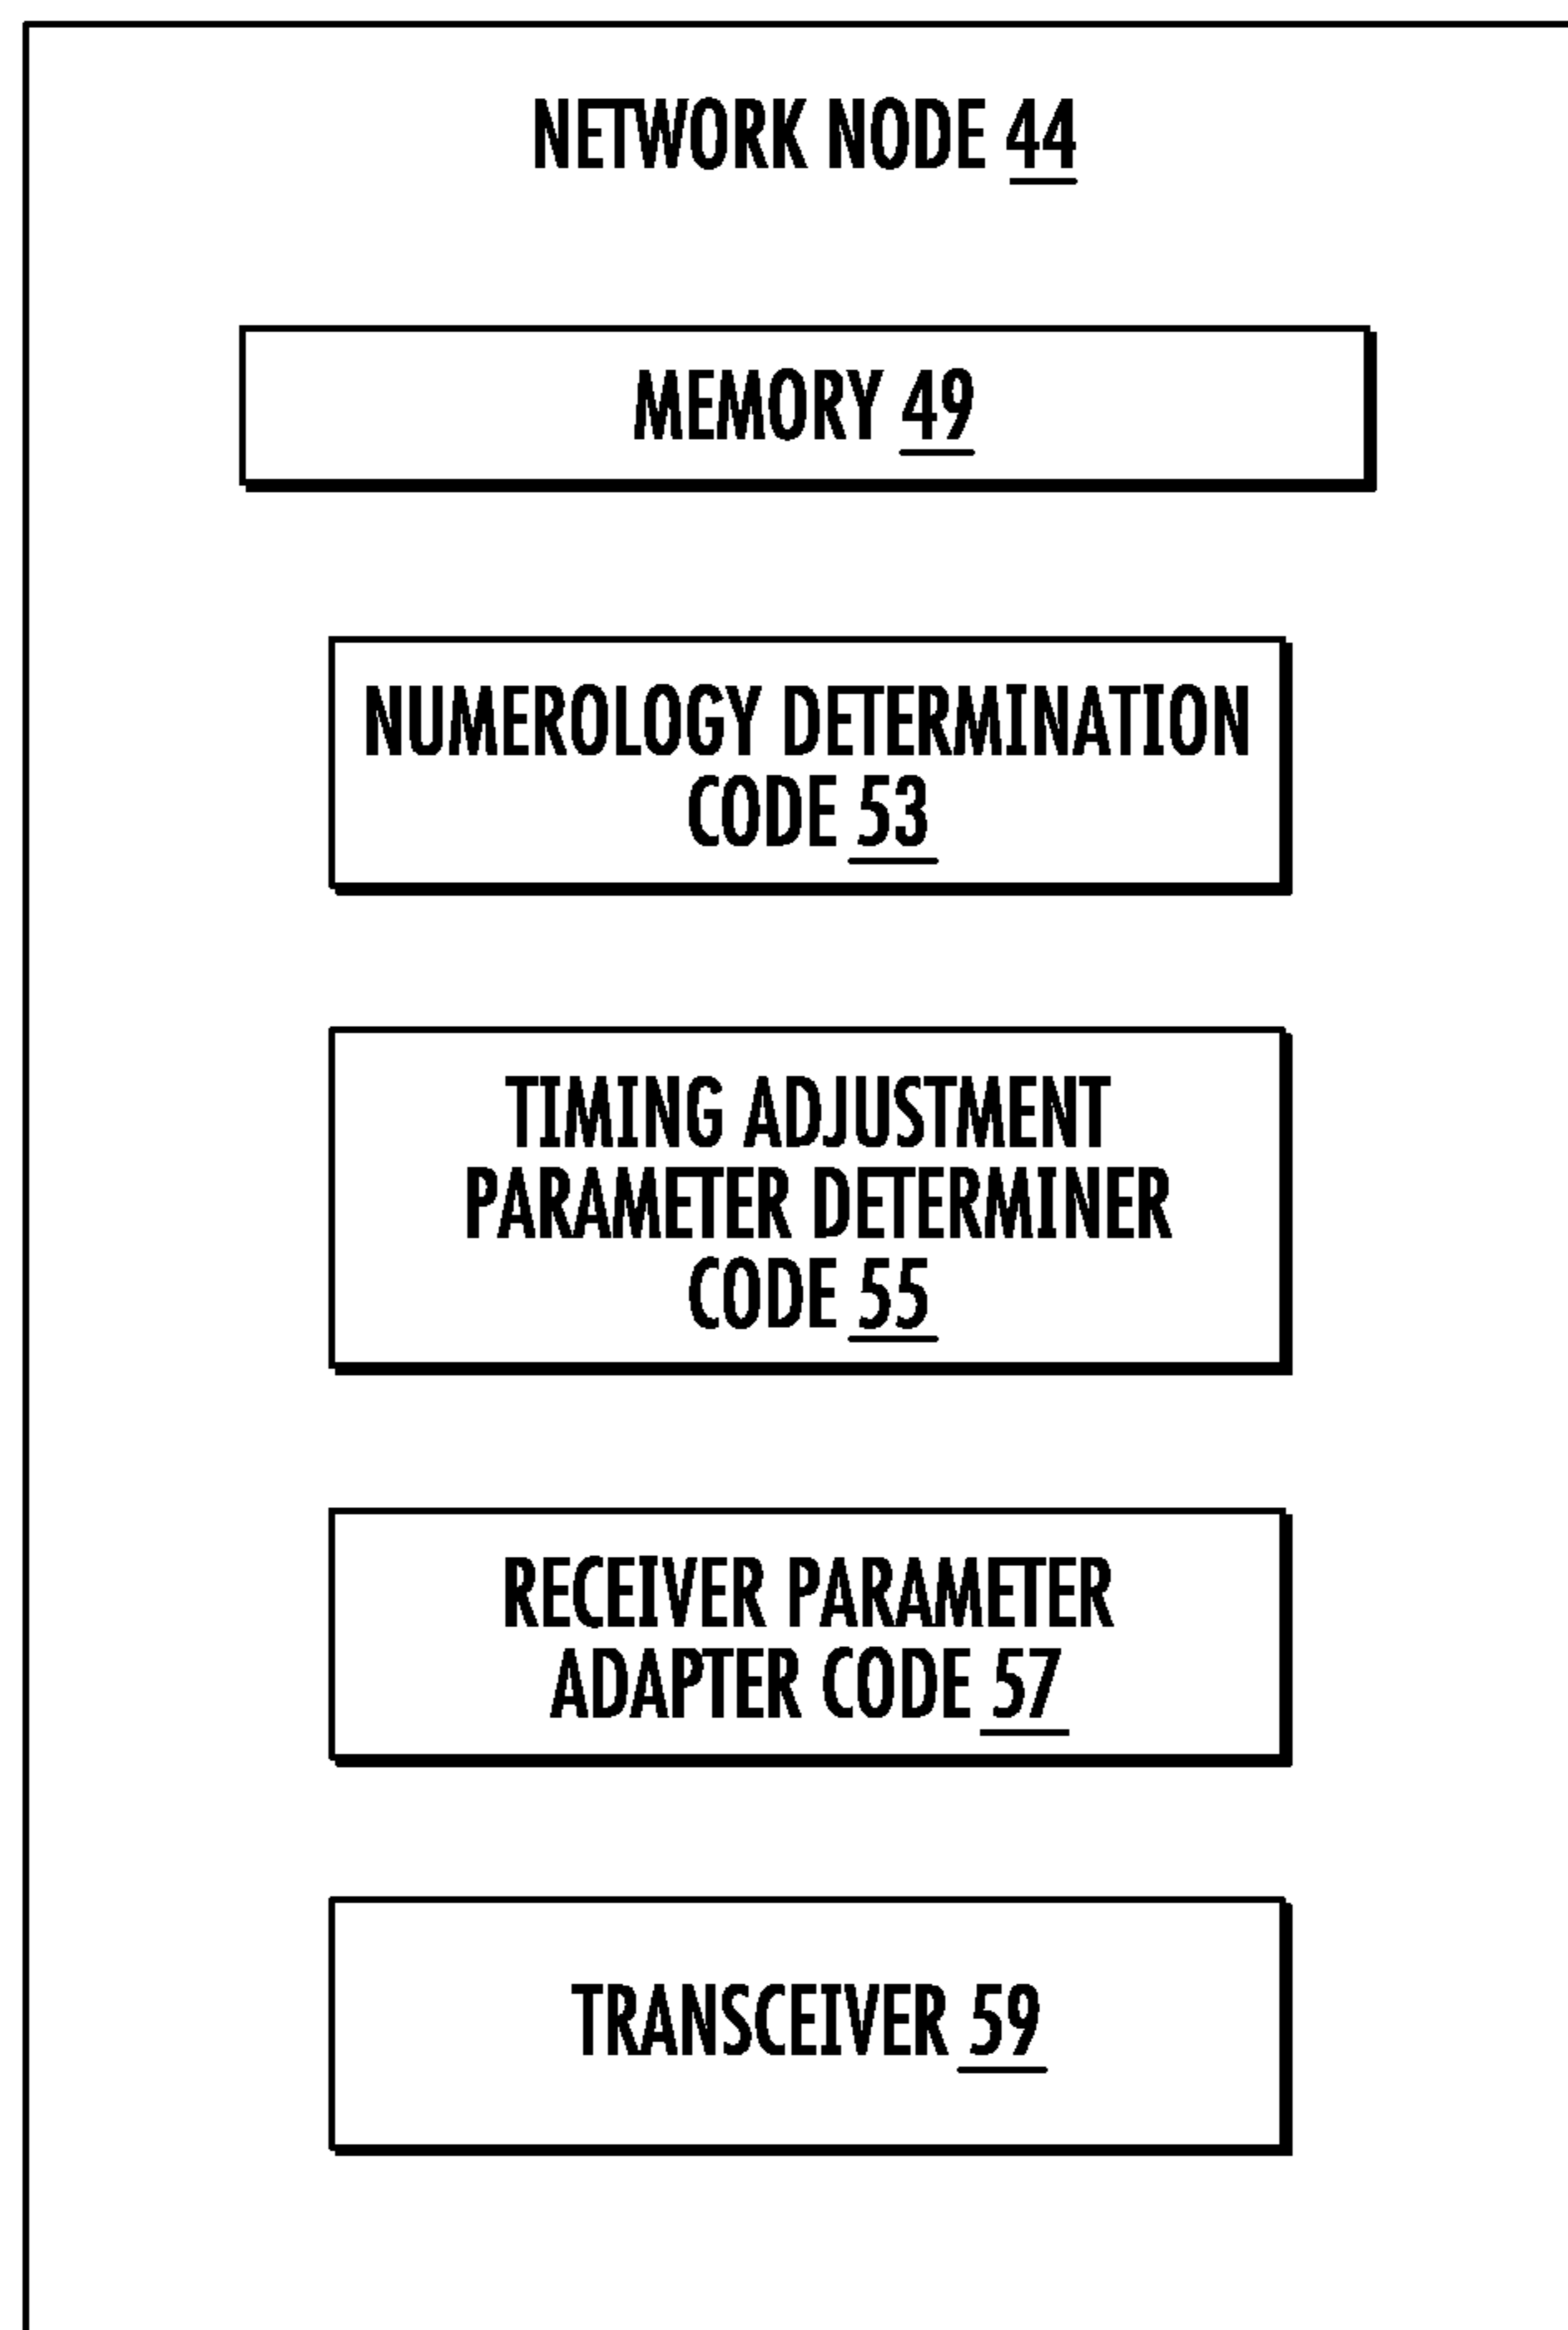 NETWORK NODE 44
MEMORY 49
NUMEROLOGY DETERMINATION
CODE 53
TIMING ADJUSTMENT
PARAMETER DETERMINER
CODE 55
RECEIVER PARAMETER
ADAPTER CODE 57
TRANSCEIVER 59